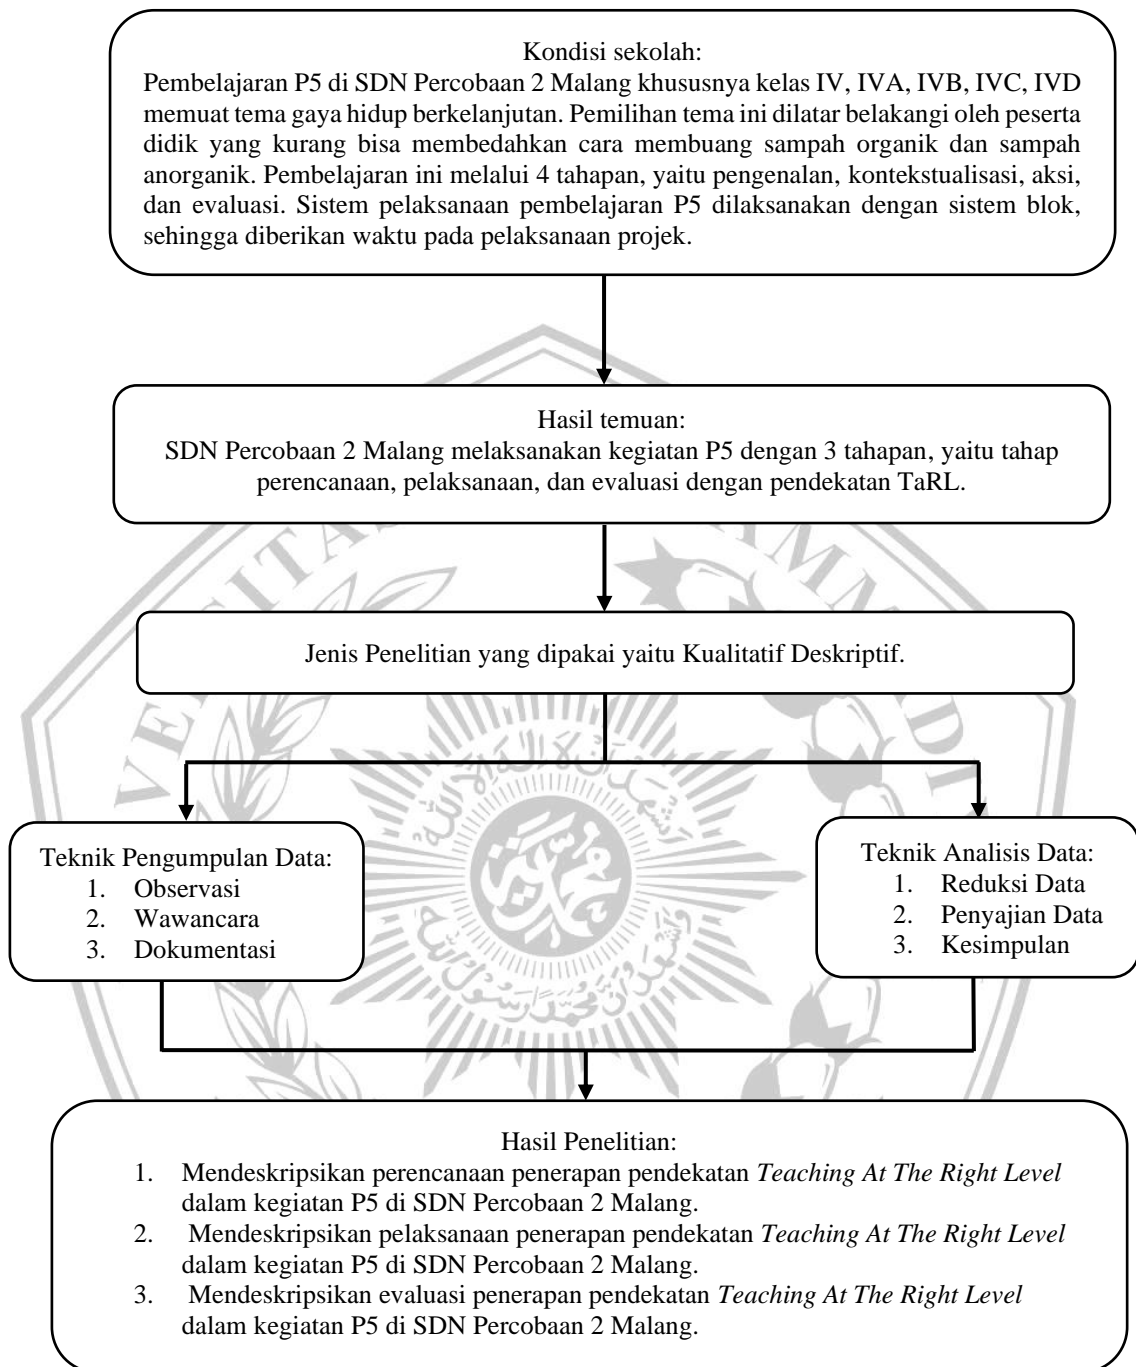 Kondisi sekolah:
Pembelajaran P5 di SDN Percobaan 2 Malang khususnya kelas IV, IVA, IVB, IVC, IVD
memuat tema gaya hidup berkelanjutan. Pemilihan tema ini dilatar belakangi oleh peserta
didik yang kurang bisa membedahkan cara membuang sampah organik dan sampah
anorganik. Pembelajaran ini melalui 4 tahapan, yaitu pengenalan, kontekstualisasi, aksi,
dan evaluasi. Sistem pelaksanaan pembelajaran P5 dilaksanakan dengan sistem blok,
sehingga diberikan waktu pada pelaksanaan projek.
Hasil temuan:
SDN Percobaan 2 Malang melaksanakan kegiatan P5 dengan 3 tahapan, yaitu tahap
perencanaan, pelaksanaan, dan evaluasi dengan pendekatan TaRL.
Jenis Penelitian yang dipakai yaitu Kualitatif Deskriptif.
Teknik Pengumpulan Data:
1. Observasi
2. Wawancara
3. Dokumentasi
Teknik Analisis Data:
1. Reduksi Data
2. Penyajian Data
3. Kesimpulan
Hasil Penelitian:
1. Mendeskripsikan perencanaan penerapan pendekatan Teaching At The Right Level
dalam kegiatan P5 di SDN Percobaan 2 Malang.
2. Mendeskripsikan pelaksanaan penerapan pendekatan Teaching At The Right Level
dalam kegiatan P5 di SDN Percobaan 2 Malang.
3. Mendeskripsikan evaluasi penerapan pendekatan Teaching At The Right Level
dalam kegiatan P5 di SDN Percobaan 2 Malang.